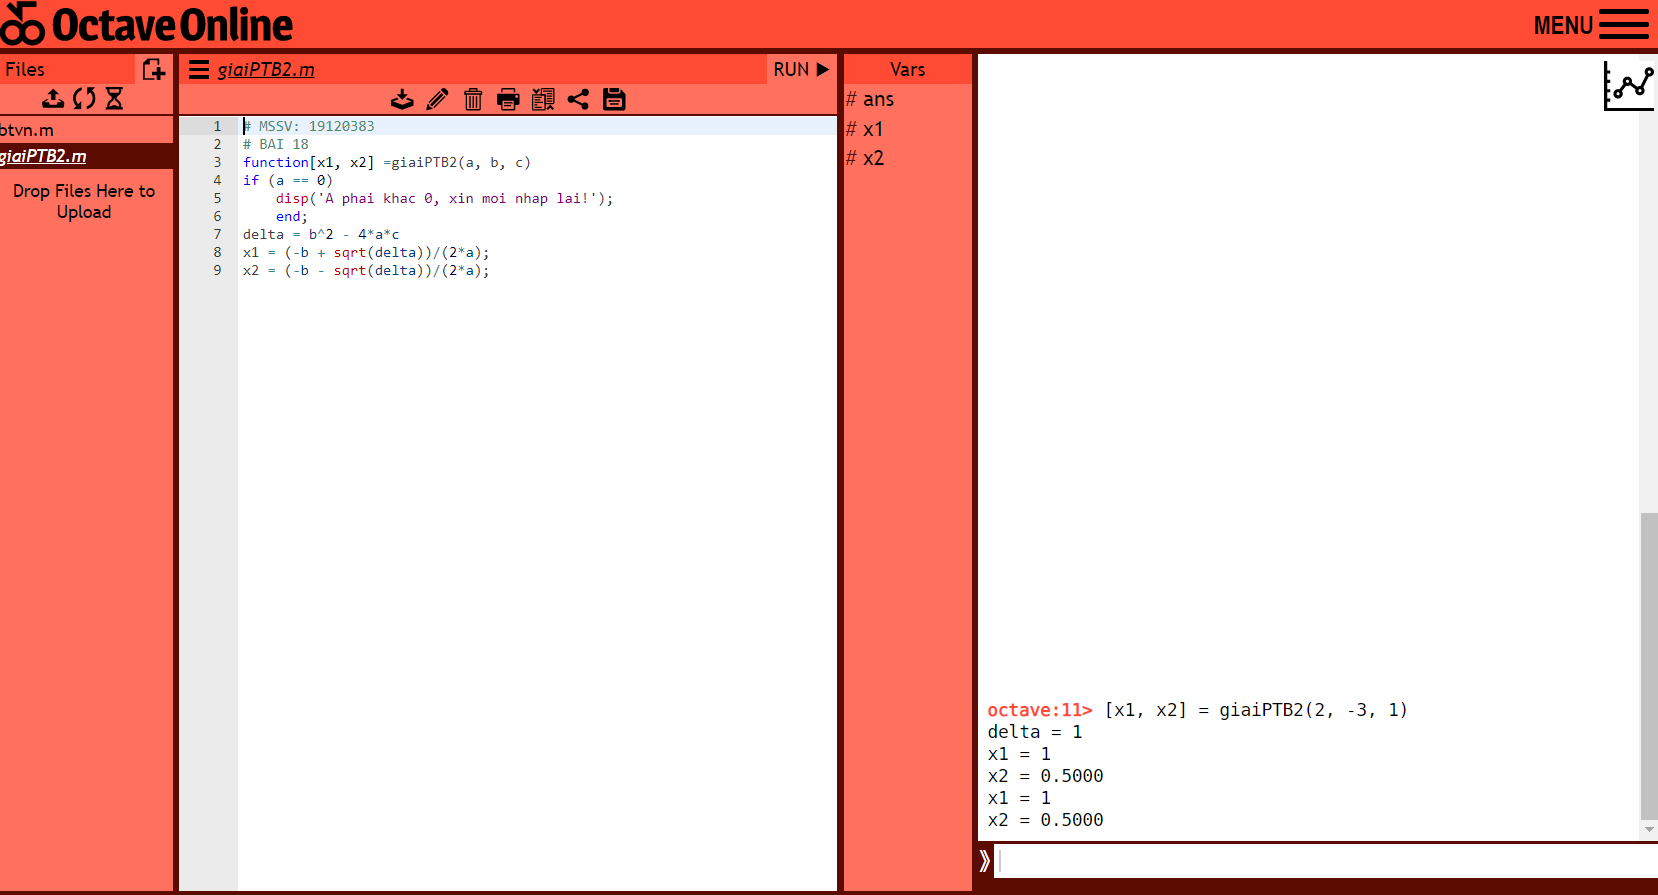 Octave Online
MENU
Files
btvn.m
giaiPTB2.m
Drop Files Here to
Upload
giaiPTB2.m
RUN
1 # MSSV: 19120383
2 # BAI 18
3 function[x1, x2] =giaiPTB2(a, b, c)
4 if (a == 0)
5     disp('A phai khac 0, xin moi nhap lai!');
6     end;
7 delta = b^2 - 4*a*c
8 x1 = (-b + sqrt(delta))/(2*a);
9 x2 = (-b - sqrt(delta))/(2*a);
Vars
# ans
# x1
# x2
octave:11> [x1, x2] = giaiPTB2(2, -3, 1)
delta = 1
x1 = 1
x2 = 0.5000
x1 = 1
x2 = 0.5000